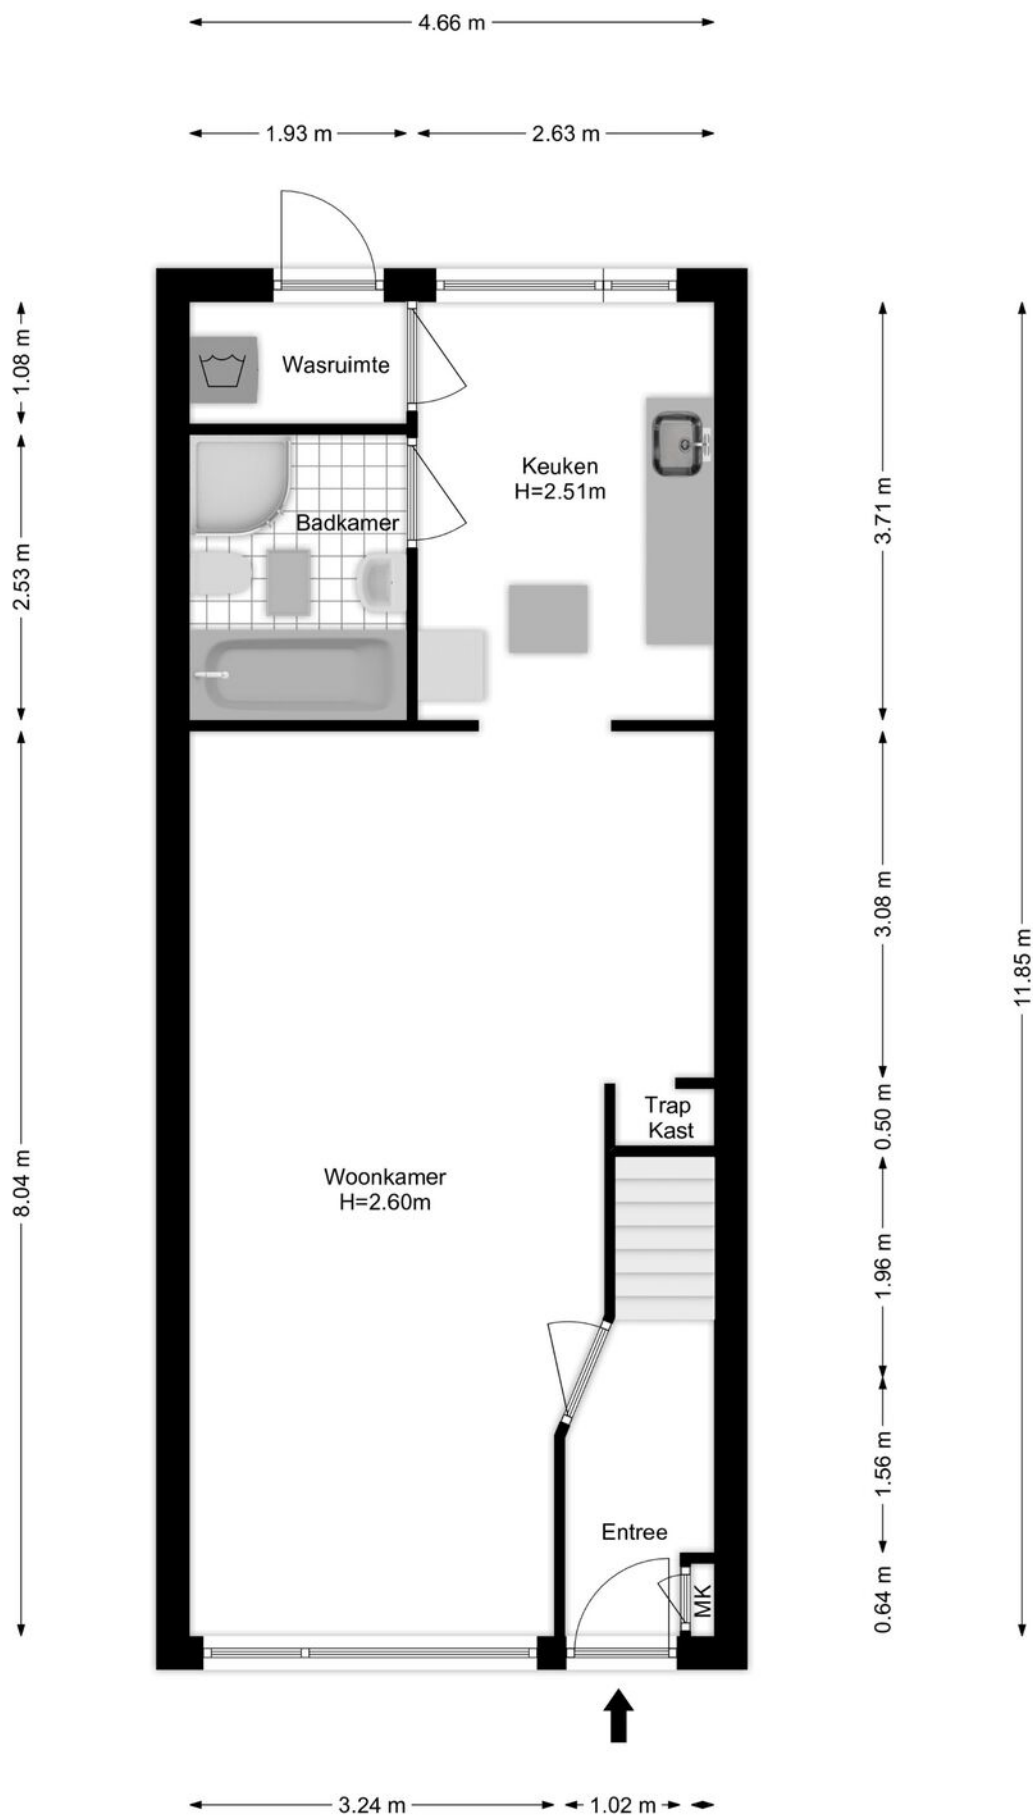 4.66 m
1.93 m
2.63 m
1.08 m
Wasruimte
Keuken
H=2.51m
3.71 m
Badkamer
2.53 m
3.08 m
11.85 m
Trap
Kast
0.50 m
Woonkamer
H=2.60m
8.04 m
1.96 m
1.56 m
Entree
MK
0.64 m
3.24 m
1.02 m